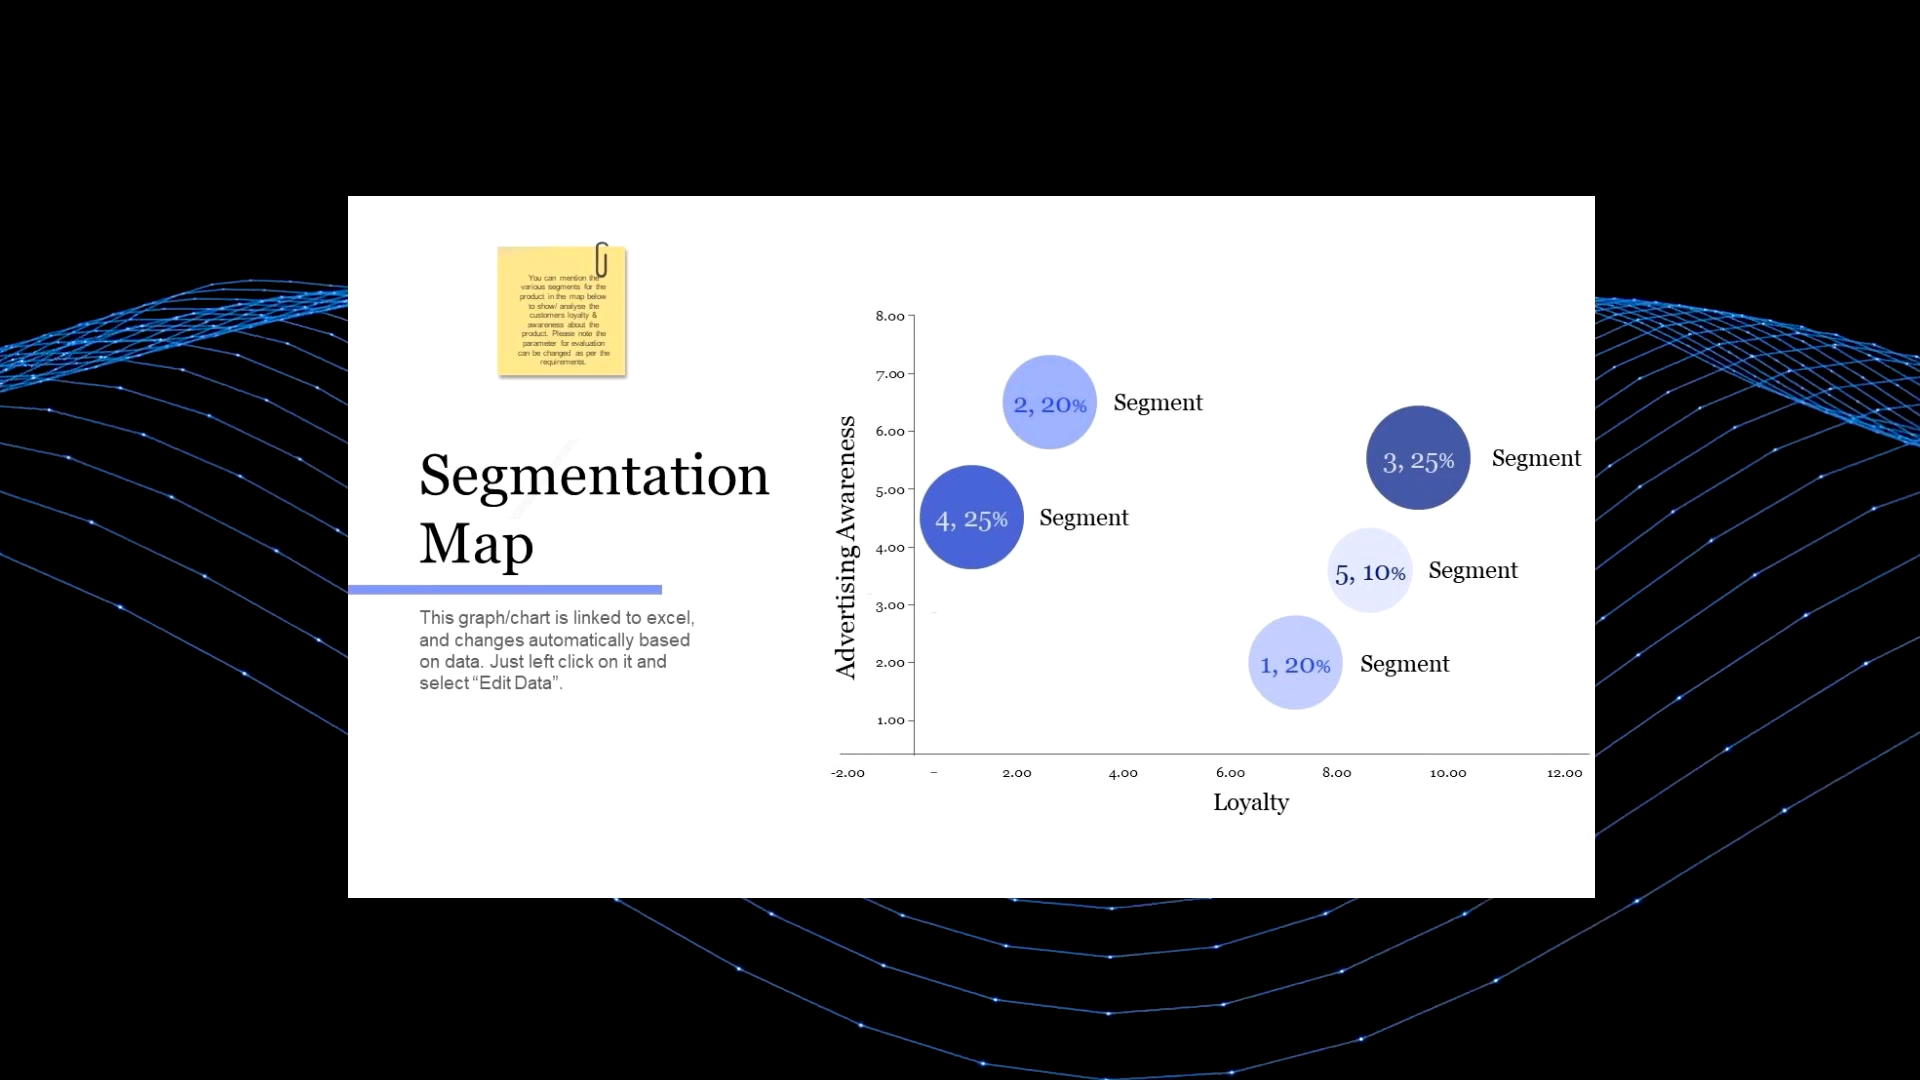 You can mention the
various segments for the
product in the map below
to show/ analyse the
customers loyalty &
awareness about the
product. Please note the
parameter for evaluation
can be changed as per the
requirements.
Segmentation
Map
This graph/chart is linked to excel,
and changes automatically based
on data. Just left click on it and
select “Edit Data”.
Advertising Awareness
8.00
7.00
6.00
5.00
4.00
3.00
2.00
1.00
2, 20% Segment
3, 25% Segment
4, 25% Segment
5, 10% Segment
1, 20% Segment
-2.00 – 2.00 4.00 6.00 8.00 10.00 12.00
Loyalty